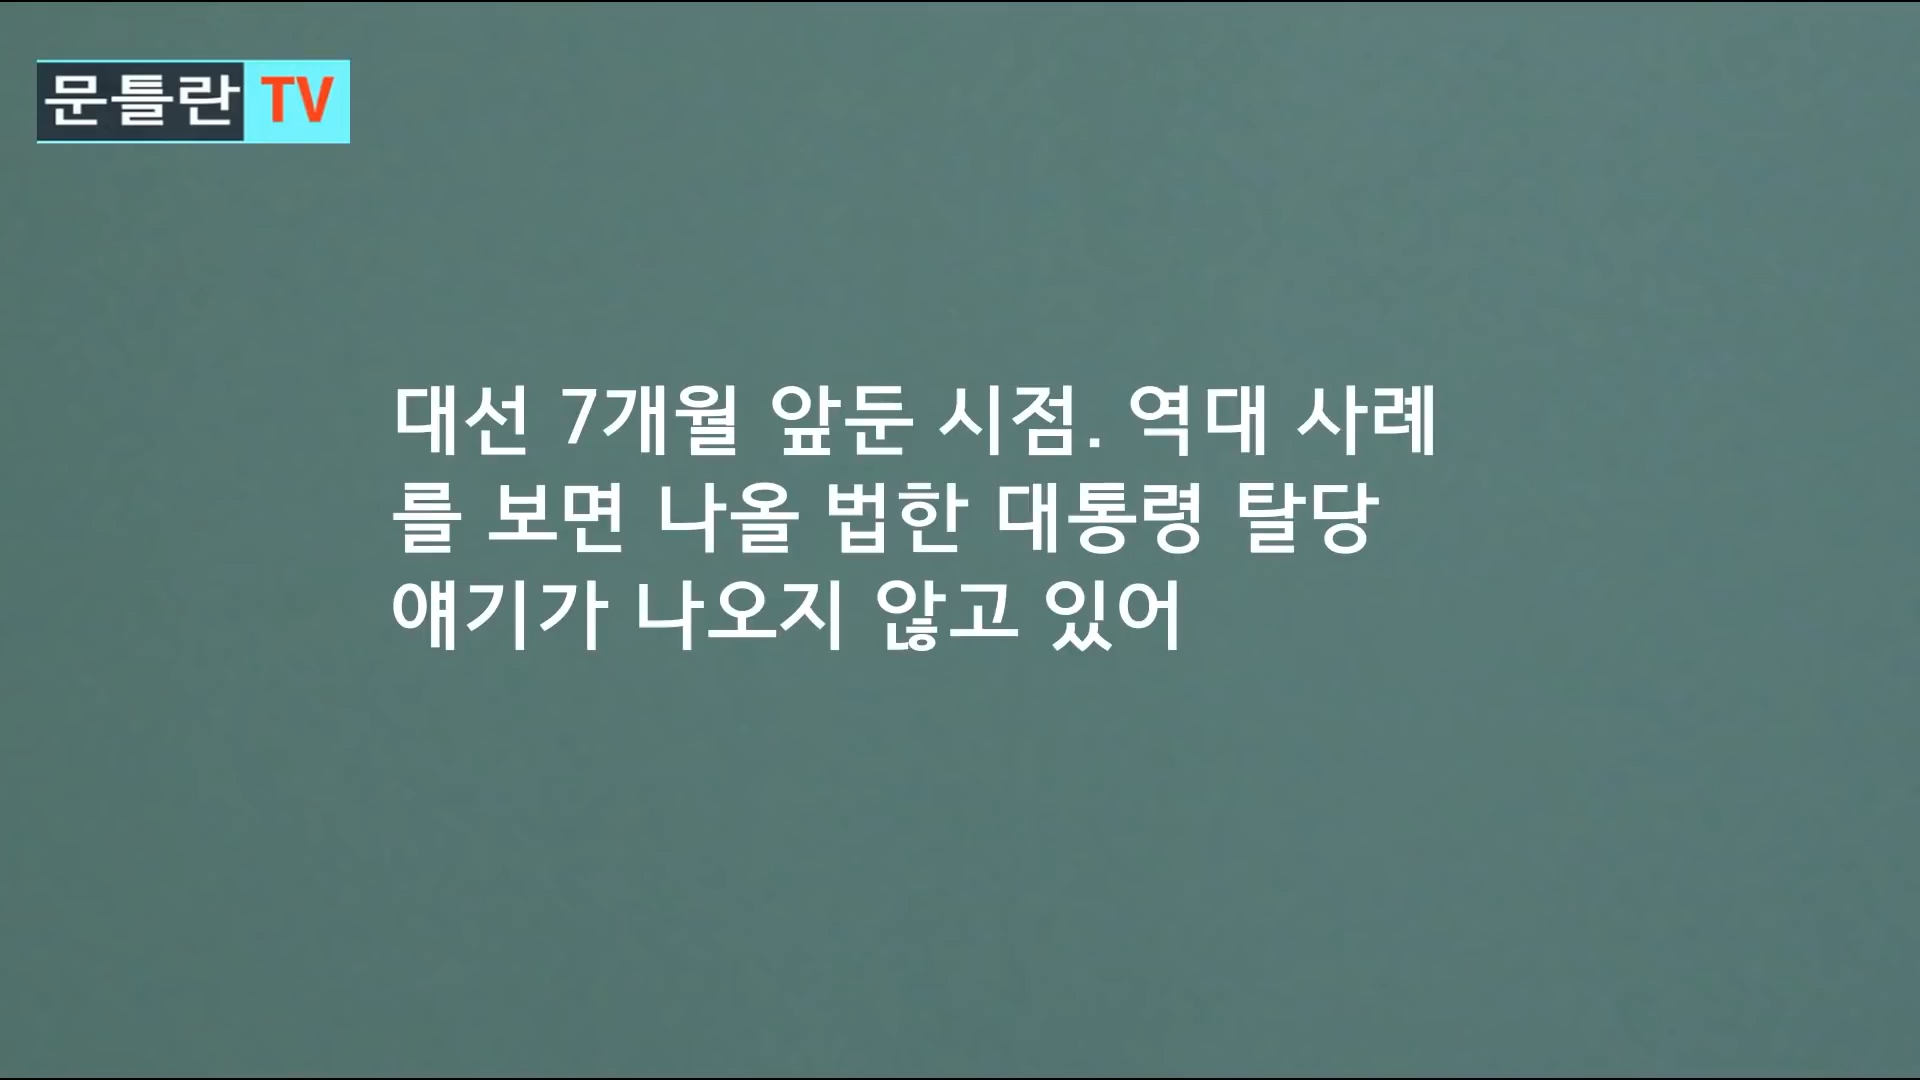 문틀란 TV
대선 7개월 앞둔 시점. 역대 사례
를 보면 나올 법한 대통령 탈당
얘기가 나오지 않고 있어